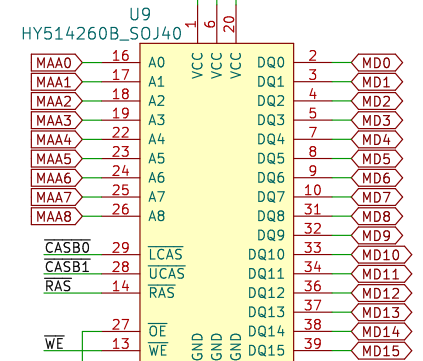 U9
HY514260B_SOJ40
1 6 20
VCC VCC VCC
MAA0 16 A0 DQ0 2 MD0
MAA1 17 A1 DQ1 3 MD1
MAA2 18 A2 DQ2 4 MD2
MAA3 19 A3 DQ3 5 MD3
MAA4 22 A4 DQ4 7 MD4
MAA5 23 A5 DQ5 8 MD5
MAA6 24 A6 DQ6 9 MD6
MAA7 25 A7 DQ7 10 MD7
MAA8 26 A8 DQ8 31 MD8
DQ9 32 MD9
CASB0 29 LCAS DQ10 33 MD10
CASB1 28 UCAS DQ11 34 MD11
RAS 14 RAS DQ12 36 MD12
DQ13 37 MD13
27 OE DQ14 38 MD14
WE 13 WE DQ15 39 MD15
GND GND GND